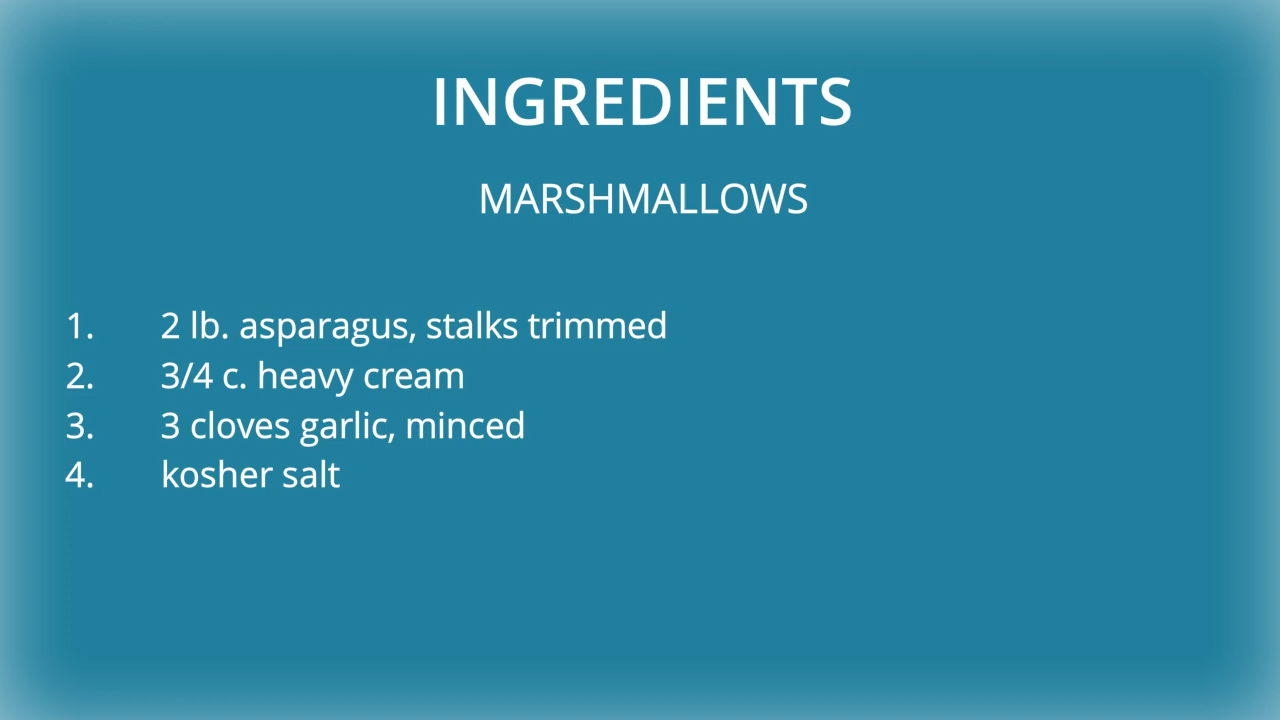 INGREDIENTS
MARSHMALLOWS
1. 2 lb. asparagus, stalks trimmed
2. 3/4 c. heavy cream
3. 3 cloves garlic, minced
4. kosher salt